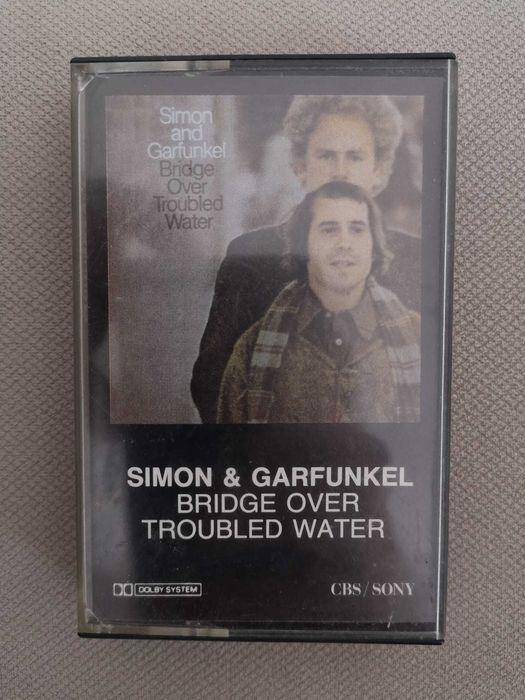 Simon
and
Garfunkel
Bridge
Over
Troubled
Water
SIMON & GARFUNKEL
BRIDGE OVER
TROUBLED WATER
DOLBY SYSTEM
CBS/SONY